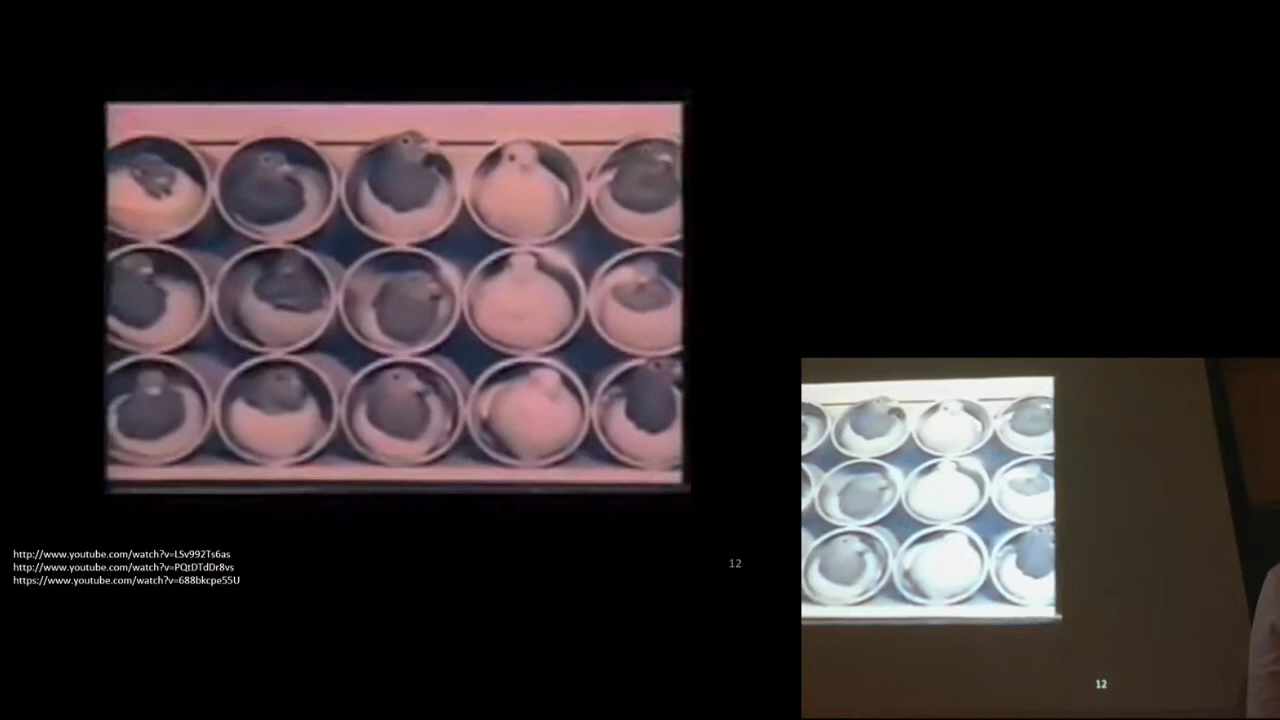 http://www.youtube.com/watch?v=LSv992Ts6as
http://www.youtube.com/watch?v=PQtDTdDr8vs
https://www.youtube.com/watch?v=688bkcpe55U
12
12